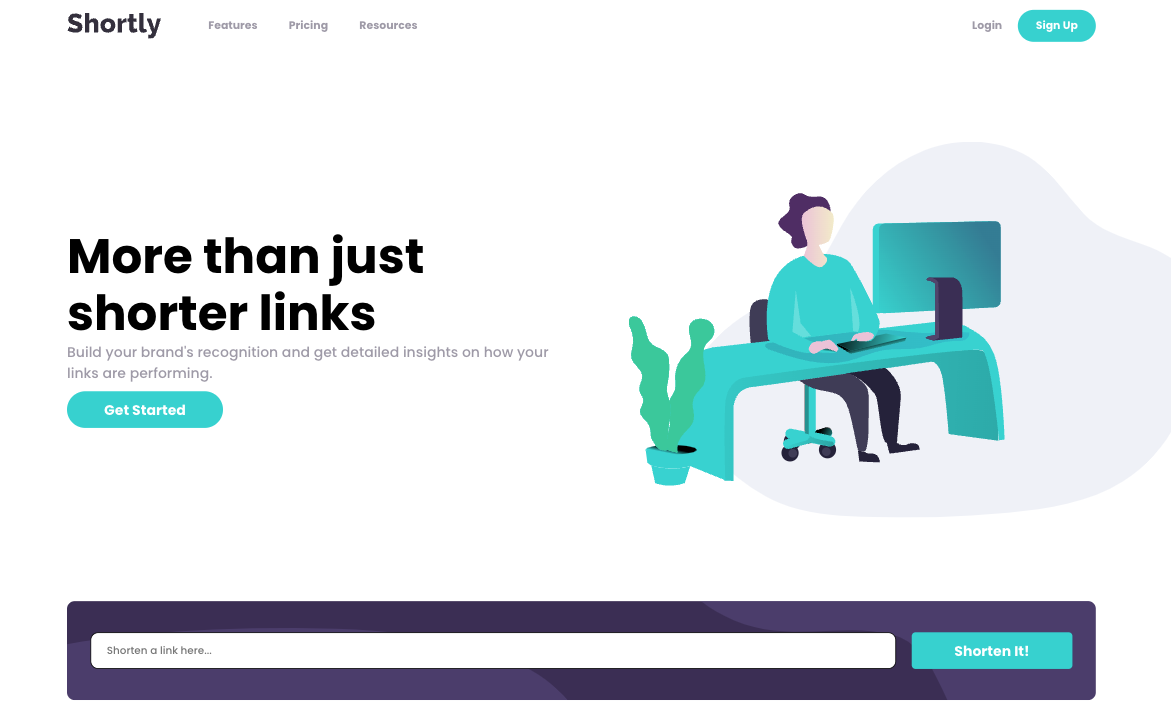 Shortly
Features
Pricing
Resources
Login
Sign Up
More than just
shorter links
Build your brand's recognition and get detailed insights on how your
links are performing.
Get Started
Shorten a link here...
Shorten It!